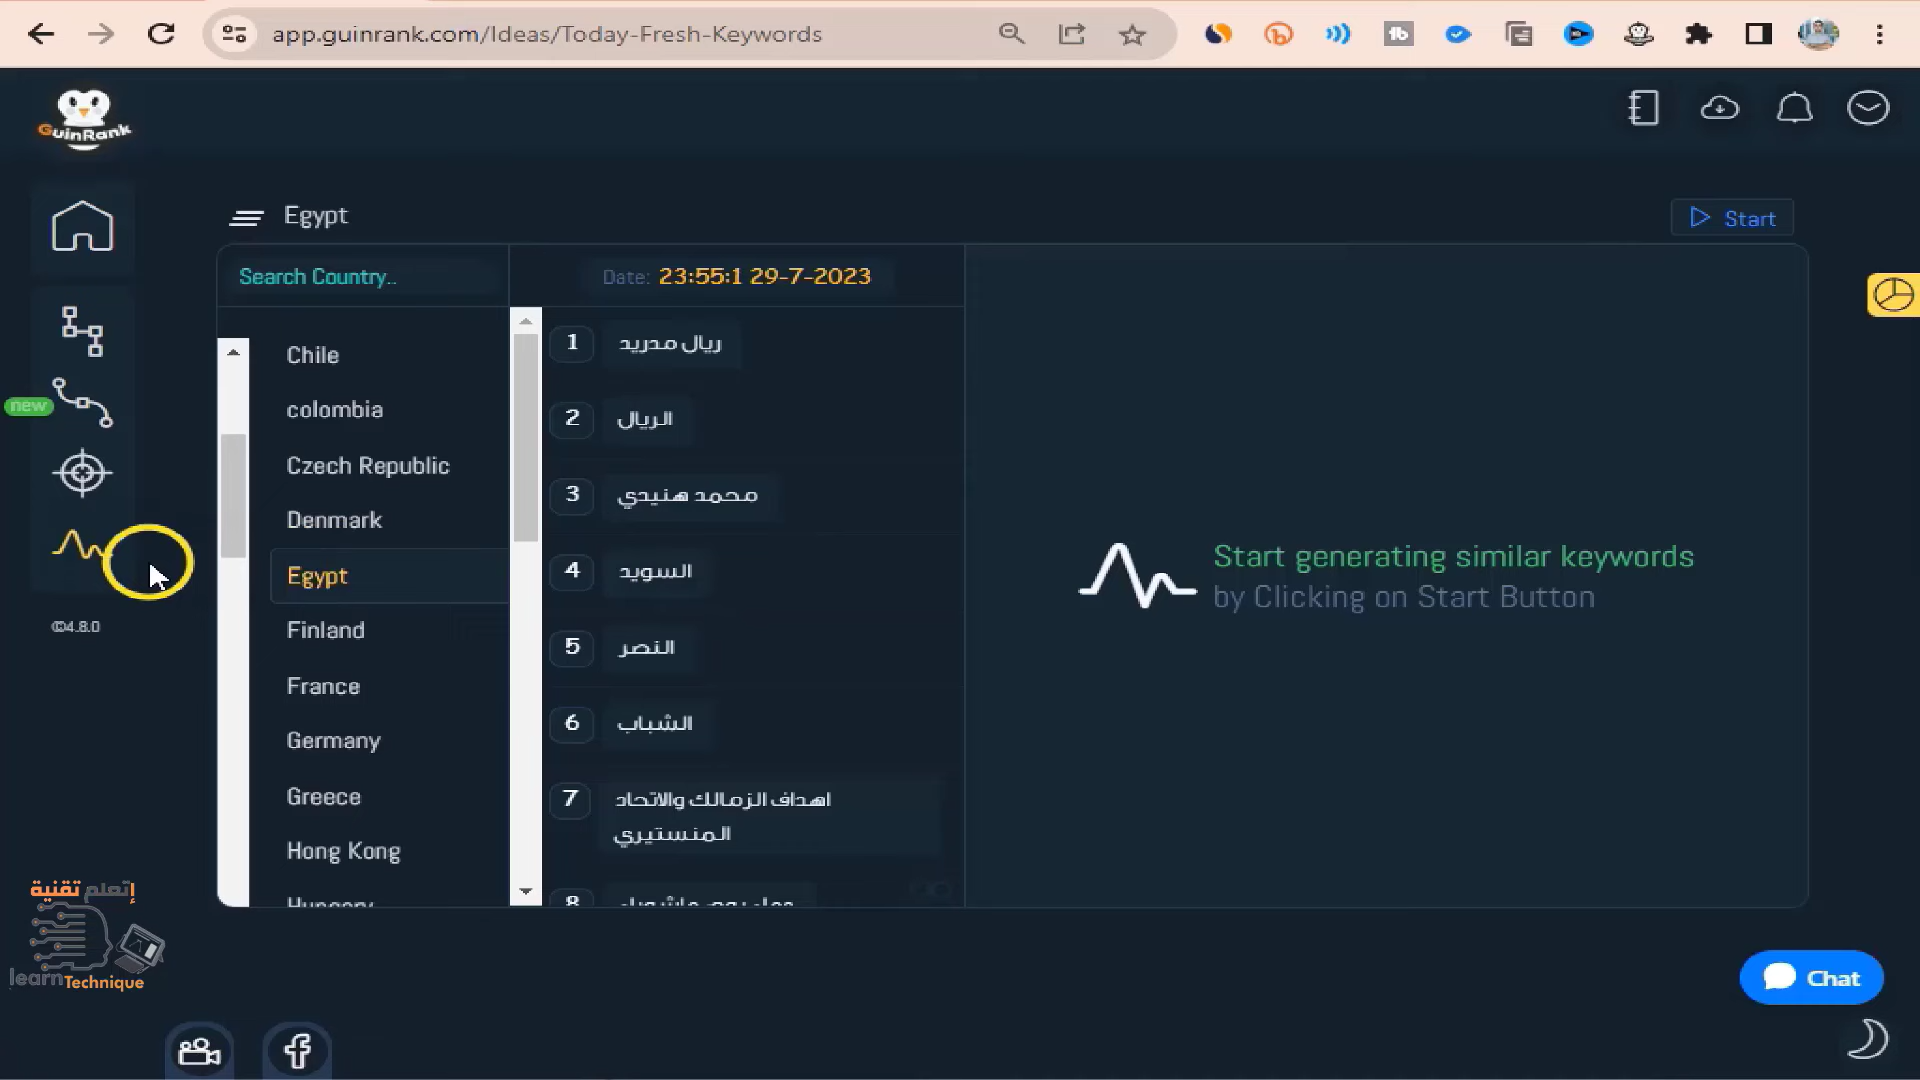 app.guinrank.com/Ideas/Today-Fresh-Keywords
GuinRank
Egypt
Start
Search Country..
Date: 23:55:1 29-7-2023
Chile
colombia
Czech Republic
Denmark
Egypt
Finland
France
Germany
Greece
Hong Kong
Hungary
1 ريال مدريد
2 الريال
3 محمد هنيدي
4 السويد
5 النصر
6 الشباب
7 اهداف الزمالك والاتحاد
المنستيري
8
Start generating similar keywords
by Clicking on Start Button
new
4.8.0
إتعلم تقنية
learnTechnique
Chat